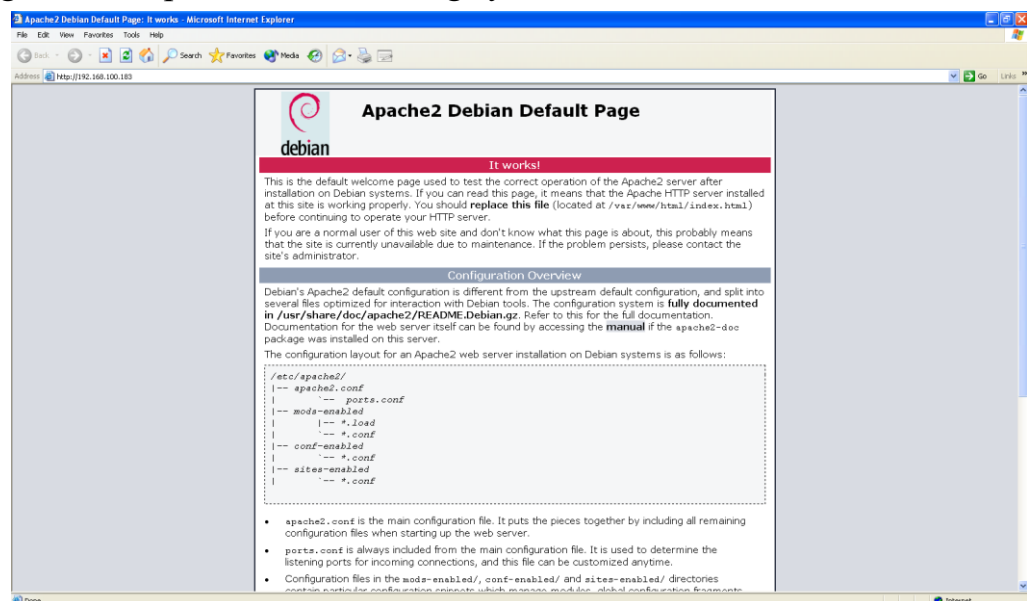 Apache2 Debian Default Page: It works - Microsoft Internet Explorer
File Edit View Favorites Tools Help
Back Search Favorites Media
Address http://192.168.100.183 Go Links »
Apache2 Debian Default Page
debian
It works!
This is the default welcome page used to test the correct operation of the Apache2 server after
installation on Debian systems. If you can read this page, it means that the Apache HTTP server installed
at this site is working properly. You should replace this file (located at /var/www/html/index.html)
before continuing to operate your HTTP server.
If you are a normal user of this web site and don't know what this page is about, this probably means
that the site is currently unavailable due to maintenance. If the problem persists, please contact the
site's administrator.
Configuration Overview
Debian's Apache2 default configuration is different from the upstream default configuration, and split into
several files optimized for interaction with Debian tools. The configuration system is fully documented
in /usr/share/doc/apache2/README.Debian.gz. Refer to this for the full documentation.
Documentation for the web server itself can be found by accessing the manual if the apache2-doc
package was installed on this server.
The configuration layout for an Apache2 web server installation on Debian systems is as follows:
/etc/apache2/
|-- apache2.conf
|       `--  ports.conf
|-- mods-enabled
|       |-- *.load
|       `-- *.conf
|-- conf-enabled
|       `-- *.conf
|-- sites-enabled
|       `-- *.conf
• apache2.conf is the main configuration file. It puts the pieces together by including all remaining
configuration files when starting up the web server.
• ports.conf is always included from the main configuration file. It is used to determine the
listening ports for incoming connections, and this file can be customized anytime.
• Configuration files in the mods-enabled/, conf-enabled/ and sites-enabled/ directories
contain particular configuration snippets which manage modules, global configuration fragments,
Done Internet